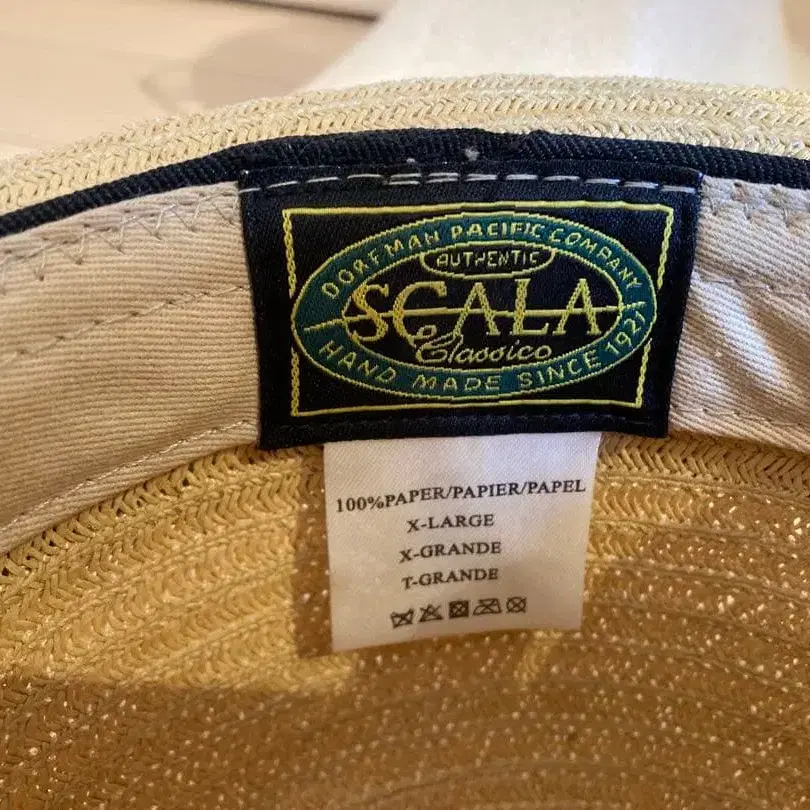 DORFMAN PACIFIC COMPANY
AUTHENTIC
SCALA
Classico
HAND MADE SINCE 1921
100%PAPER/PAPIER/PAPEL
X-LARGE
X-GRANDE
T-GRANDE